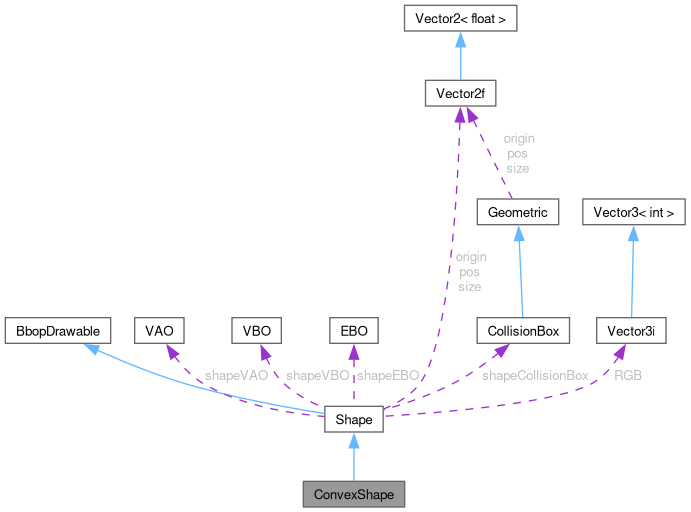 Vector2< float >
Vector2f
origin
pos
size
Geometric
Vector3< int >
origin
pos
size
BbopDrawable
VAO
VBO
EBO
CollisionBox
Vector3i
shapeVAO
shapeVBO
shapeEBO
shapeCollisionBox
RGB
Shape
ConvexShape